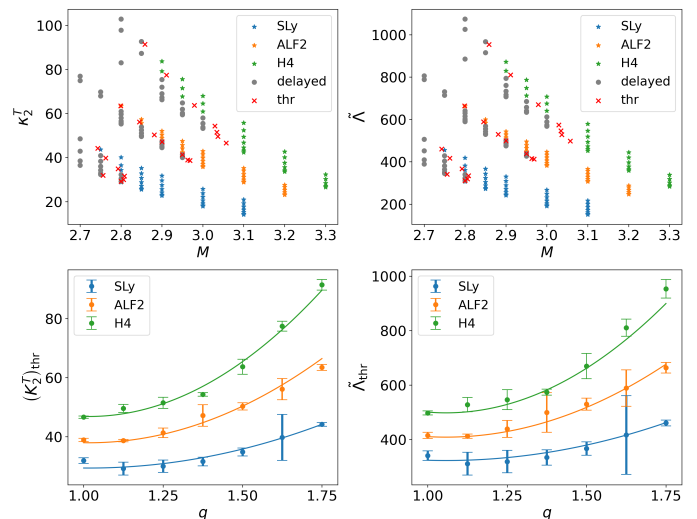 κ₂ᵀ
100
80
60
40
20
2.7 2.8 2.9 3.0 3.1 3.2 3.3
M
SLy
ALF2
H4
delayed
thr
Λ̃
1000
800
600
400
200
2.7 2.8 2.9 3.0 3.1 3.2 3.3
M
SLy
ALF2
H4
delayed
thr
(κ₂ᵀ)thr
80
60
40
1.00 1.25 1.50 1.75
q
SLy
ALF2
H4
Λ̃thr
1000
800
600
400
1.00 1.25 1.50 1.75
q
SLy
ALF2
H4